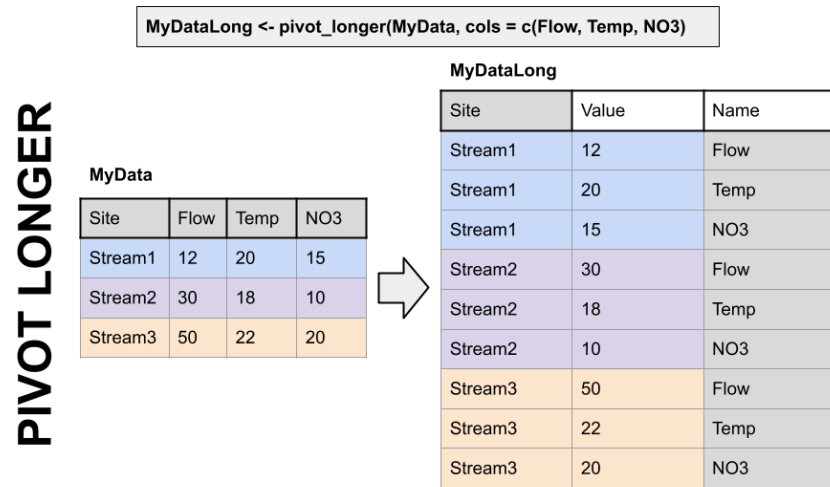 MyDataLong <- pivot_longer(MyData, cols = c(Flow, Temp, NO3)
PIVOT LONGER
MyData
Site Flow Temp NO3
Stream1 12 20 15
Stream2 30 18 10
Stream3 50 22 20
MyDataLong
Site Value Name
Stream1 12 Flow
Stream1 20 Temp
Stream1 15 NO3
Stream2 30 Flow
Stream2 18 Temp
Stream2 10 NO3
Stream3 50 Flow
Stream3 22 Temp
Stream3 20 NO3